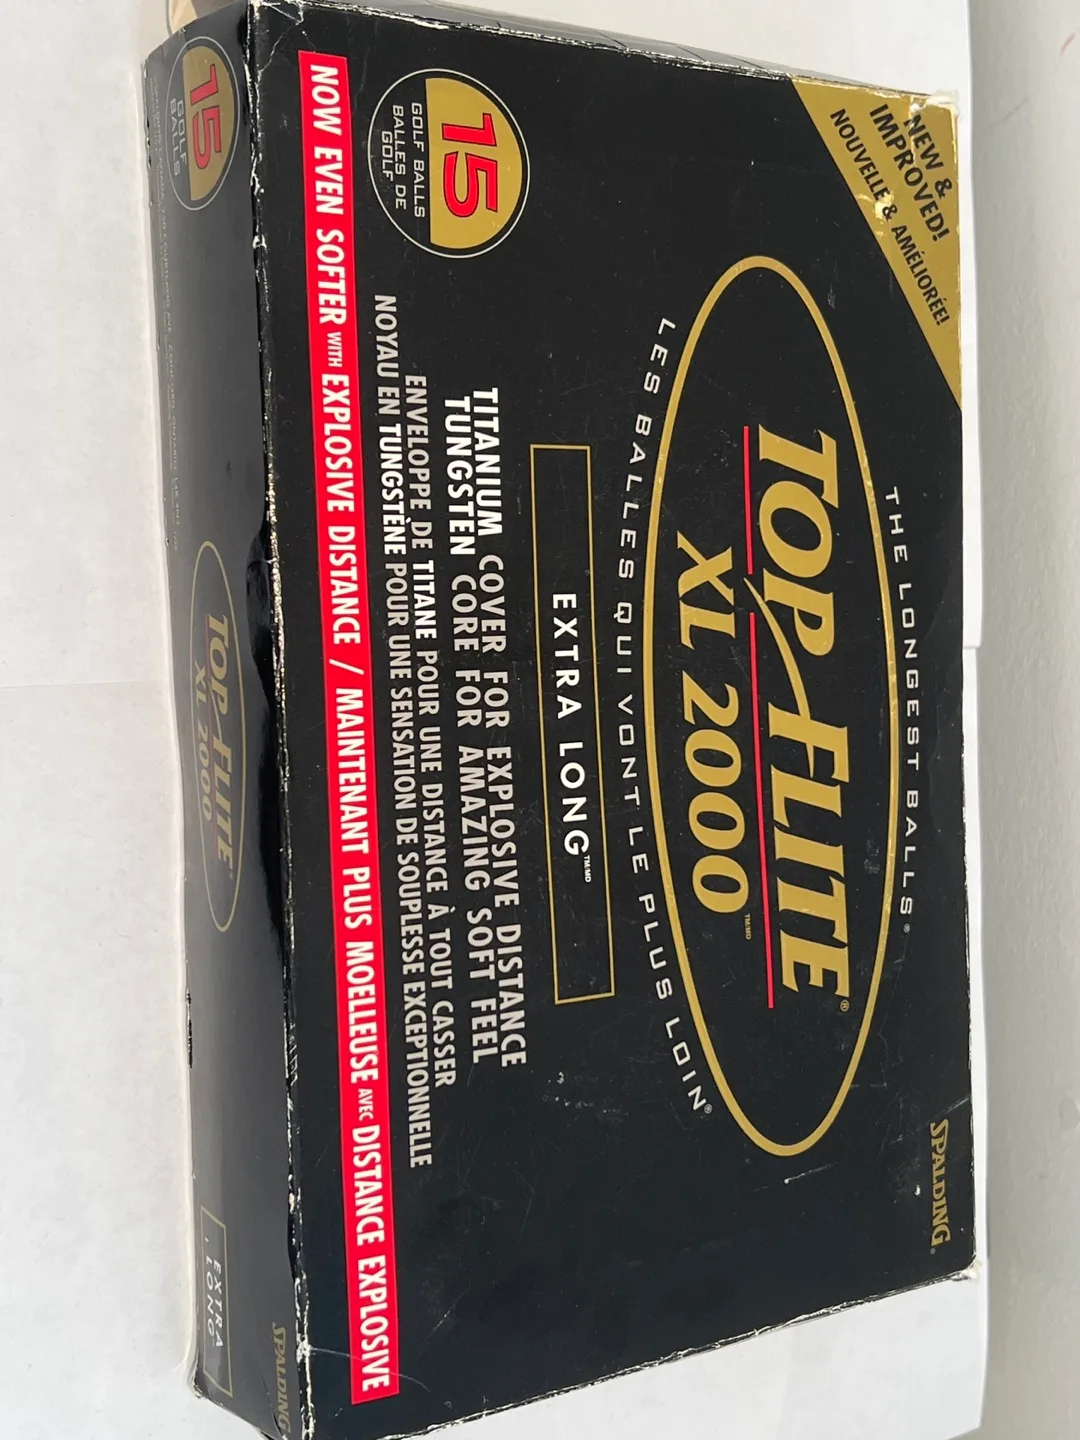 NEW &
IMPROVED!
NOUVELLE & AMÉLIORÉE!
SPALDING®
THE LONGEST BALLS®
TOP-FLITE®
XL 2000 TM/MD
LES BALLES QUI VONT LE PLUS LOIN®
EXTRA LONG TM/MD
15
GOLF BALLS
BALLES DE
GOLF
TITANIUM COVER FOR EXPLOSIVE DISTANCE
TUNGSTEN CORE FOR AMAZING SOFT FEEL
ENVELOPPE DE TITANE POUR UNE DISTANCE À TOUT CASSER
NOYAU EN TUNGSTÈNE POUR UNE SENSATION DE SOUPLESSE EXCEPTIONNELLE
NOW EVEN SOFTER WITH EXPLOSIVE DISTANCE / MAINTENANT PLUS MOELLEUSE AVEC DISTANCE EXPLOSIVE
15
GOLF
BALLS
TOP-FLITE
XL 2000
EXTRA
LONG
SPALDING